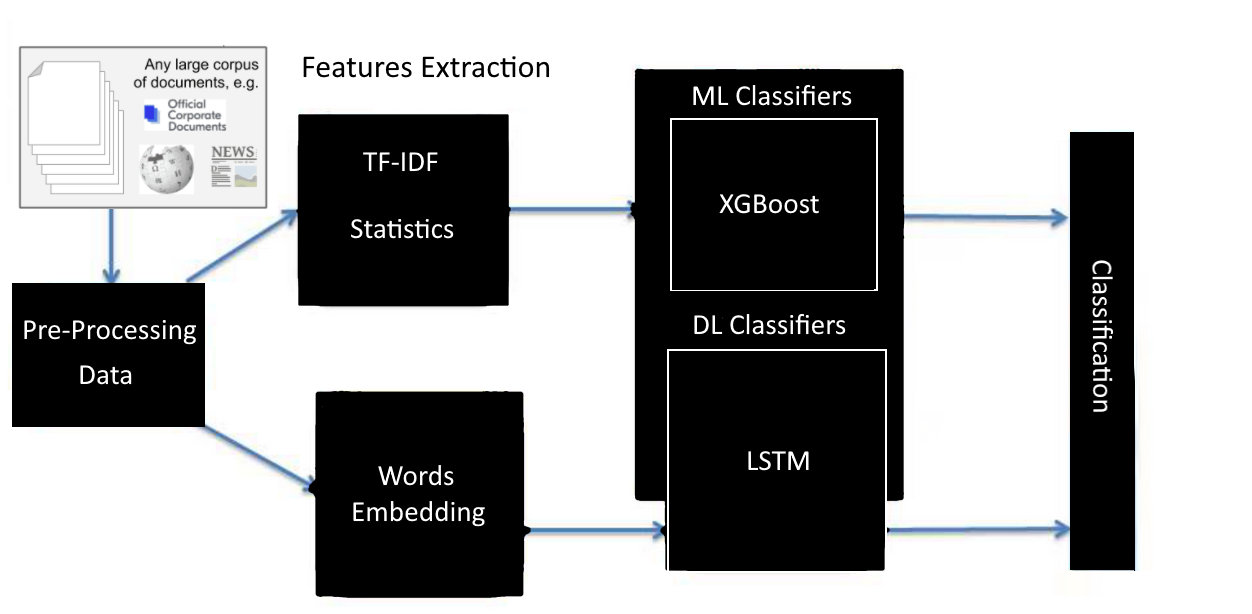 Any large corpus
of documents, e.g.
Official
Corporate
Documents
NEWS
Features Extraction
TF-IDF
Statistics
Pre-Processing
Data
Words
Embedding
ML Classifiers
XGBoost
DL Classifiers
LSTM
Classification